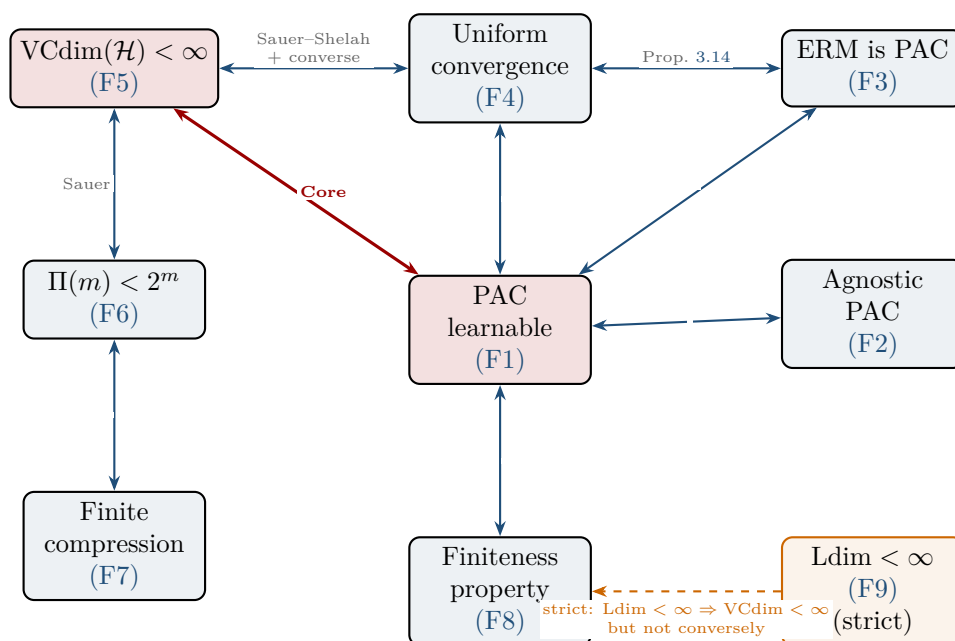 VCdim(ℋ) < ∞
(F5)
Sauer–Shelah
+ converse
Uniform
convergence
(F4)
Prop. 3.14
ERM is PAC
(F3)
Sauer
Core
Π(m) < 2^m
(F6)
PAC
learnable
(F1)
Agnostic
PAC
(F2)
Finite
compression
(F7)
Finiteness
property
(F8)
strict: Ldim < ∞ ⇒ VCdim < ∞
but not conversely
Ldim < ∞
(F9)
(strict)